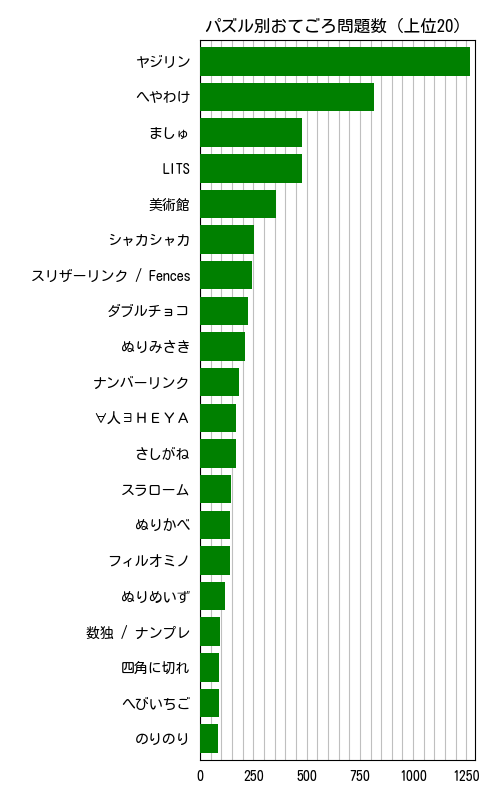 パズル別おてごろ問題数（上位20）
ヤジリン
へやわけ
ましゅ
LITS
美術館
シャカシャカ
スリザーリンク / Fences
ダブルチョコ
ぬりみさき
ナンバーリンク
∀人∃ＨＥＹＡ
さしがね
スラローム
ぬりかべ
フィルオミノ
ぬりめいず
数独 / ナンプレ
四角に切れ
へびいちご
のりのり
0 250 500 750 1000 1250